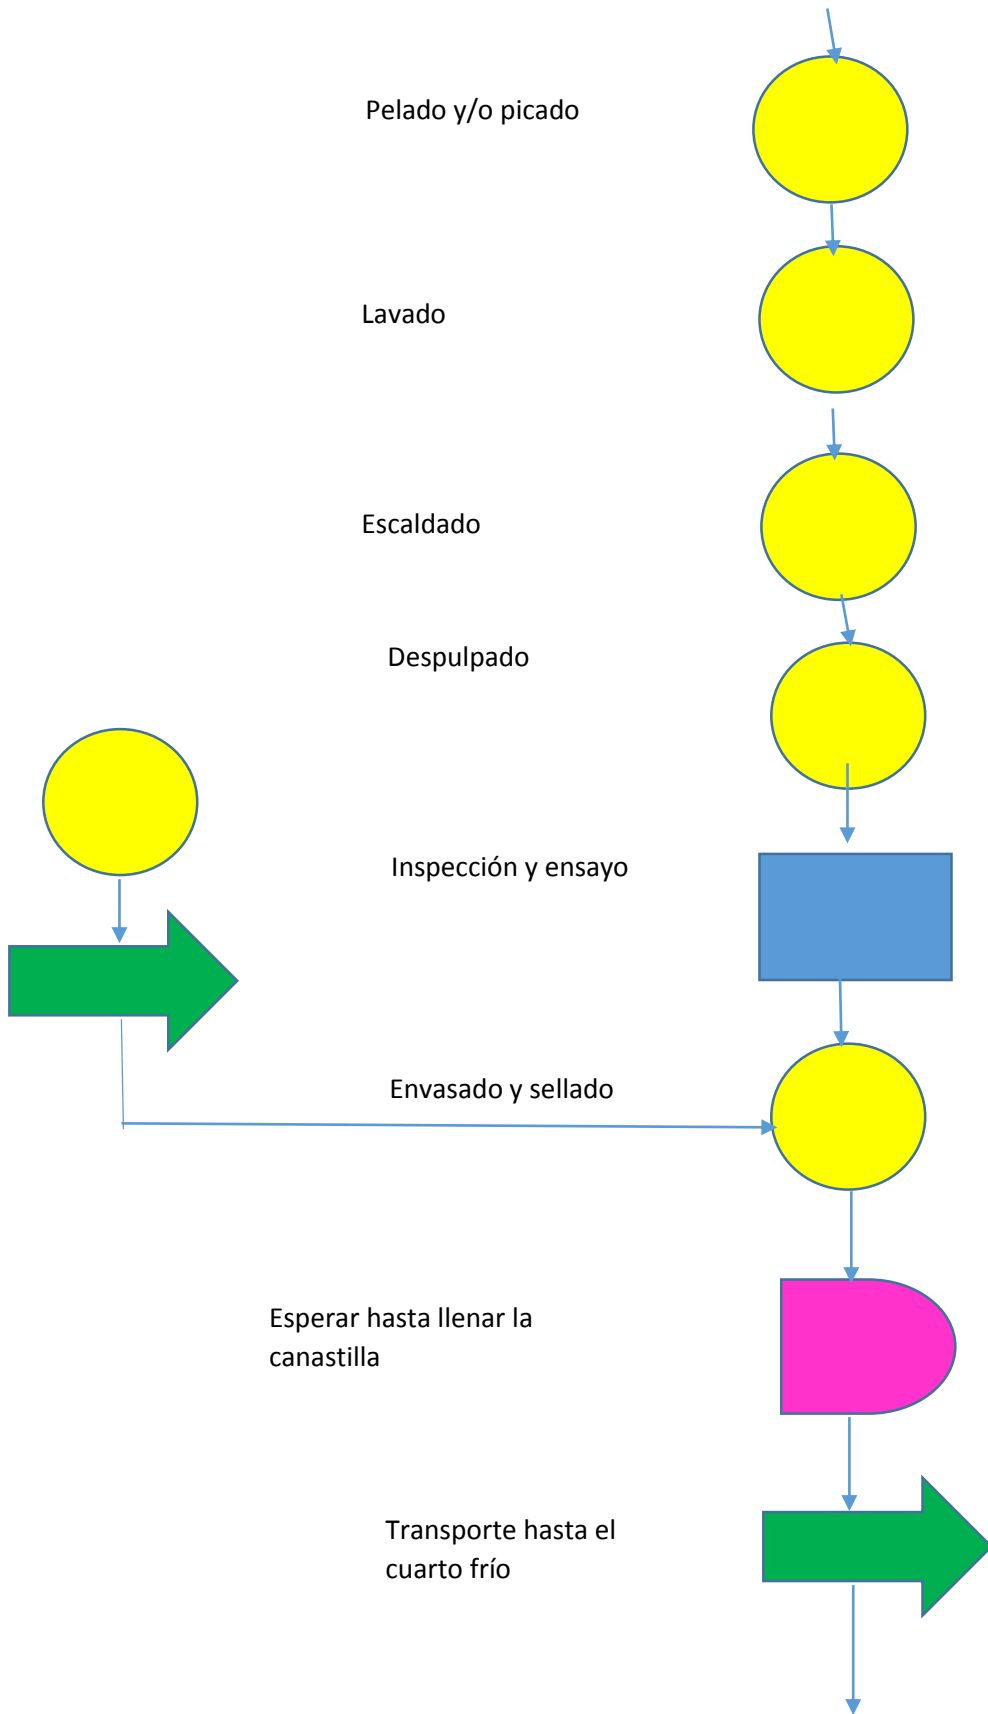 Pelado y/o picado
Lavado
Escaldado
Despulpado
Inspección y ensayo
Envasado y sellado
Esperar hasta llenar la
canastilla
Transporte hasta el
cuarto frío